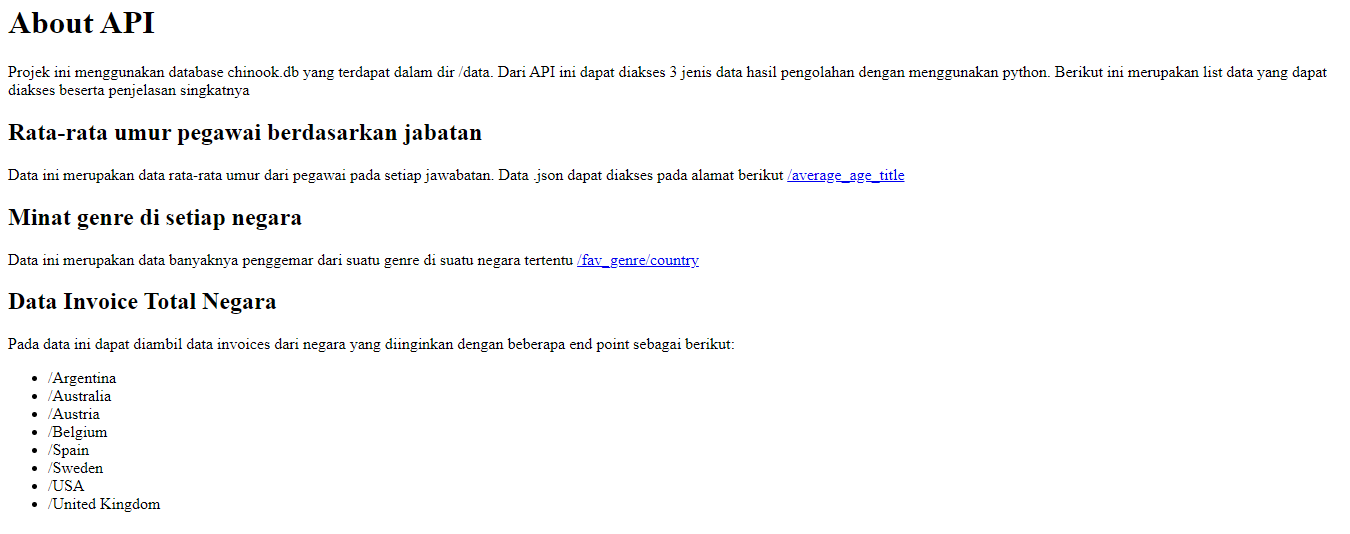 About API
Projek ini menggunakan database chinook.db yang terdapat dalam dir /data. Dari API ini dapat diakses 3 jenis data hasil pengolahan dengan menggunakan python. Berikut ini merupakan list data yang dapat
diakses beserta penjelasan singkatnya
Rata-rata umur pegawai berdasarkan jabatan
Data ini merupakan data rata-rata umur dari pegawai pada setiap jawabatan. Data .json dapat diakses pada alamat berikut /average_age_title
Minat genre di setiap negara
Data ini merupakan data banyaknya penggemar dari suatu genre di suatu negara tertentu /fav_genre/country
Data Invoice Total Negara
Pada data ini dapat diambil data invoices dari negara yang diinginkan dengan beberapa end point sebagai berikut:
• /Argentina
• /Australia
• /Austria
• /Belgium
• /Spain
• /Sweden
• /USA
• /United Kingdom